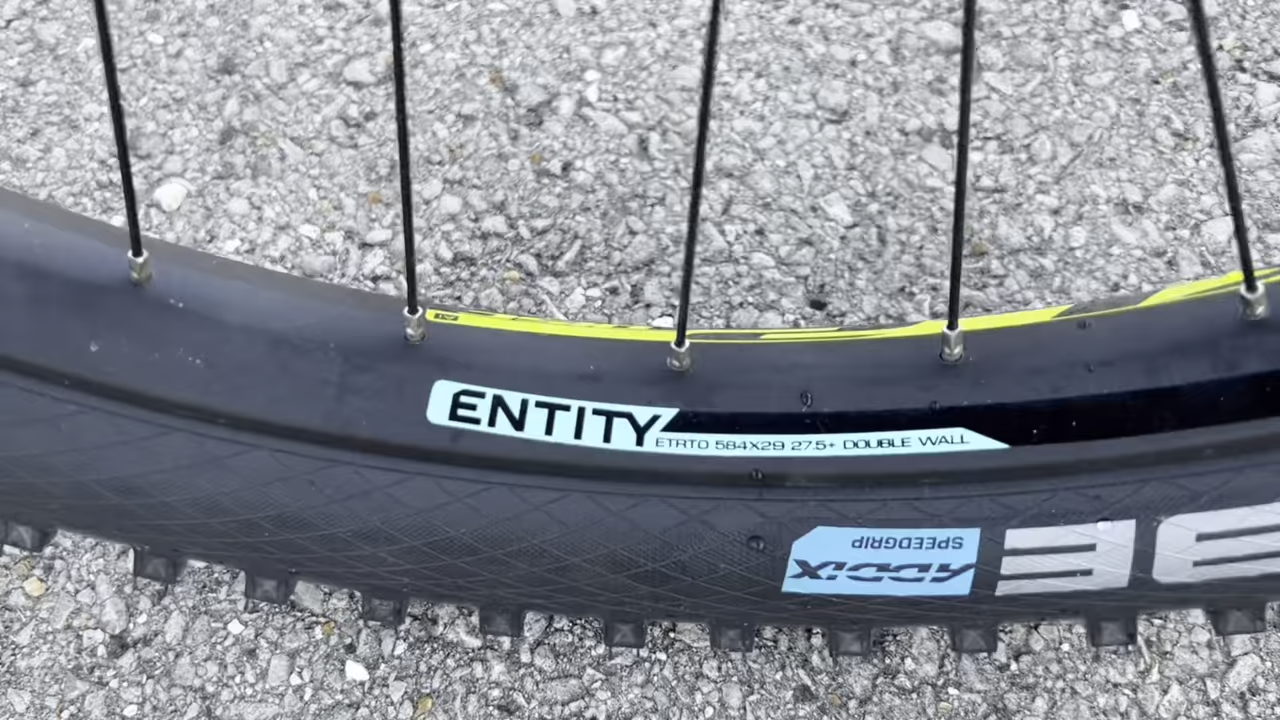 ENTITY
ETRTO 584X29 27.5+ DOUBLE WALL
SPEEDGRIP
ADDIX